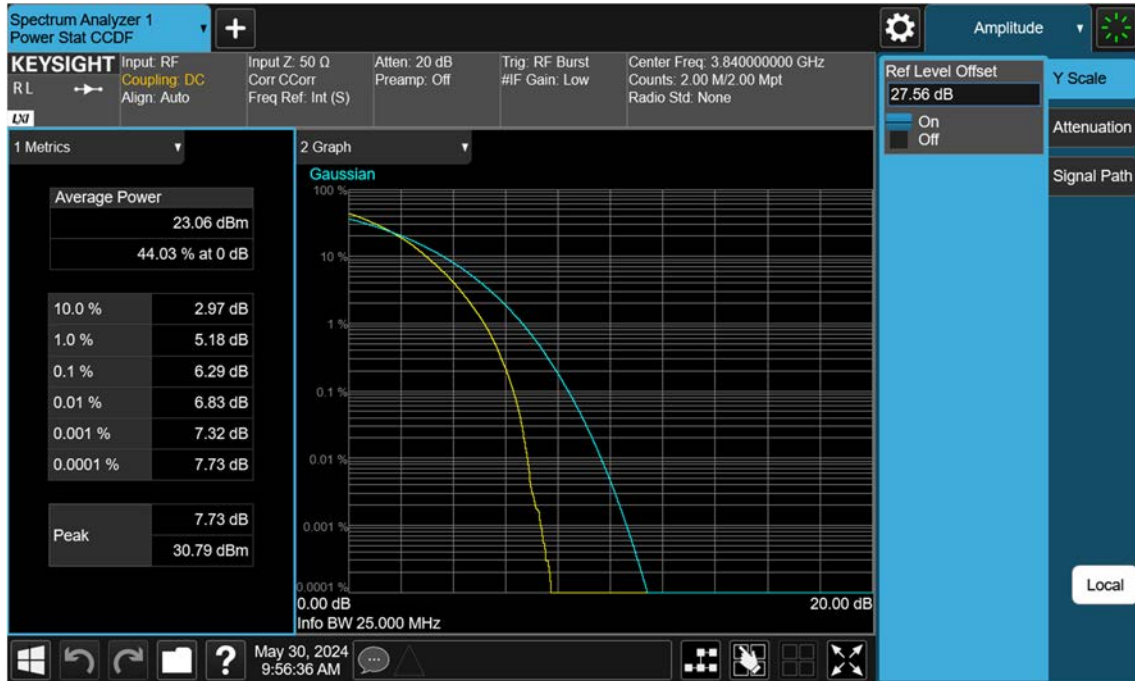 Spectrum Analyzer 1
Power Stat CCDF
Amplitude
KEYSIGHT
R L
LXI
Input: RF
Coupling: DC
Align: Auto
Input Z: 50 Ω
Corr CCorr
Freq Ref: Int (S)
Atten: 20 dB
Preamp: Off
Trig: RF Burst
#IF Gain: Low
Center Freq: 3.840000000 GHz
Counts: 2.00 M/2.00 Mpt
Radio Std: None
Ref Level Offset
27.56 dB
On
Off
Y Scale
Attenuation
Signal Path
1 Metrics
Average Power
23.06 dBm
44.03 % at 0 dB
10.0 % 2.97 dB
1.0 % 5.18 dB
0.1 % 6.29 dB
0.01 % 6.83 dB
0.001 % 7.32 dB
0.0001 % 7.73 dB
Peak
7.73 dB
30.79 dBm
2 Graph
Gaussian
100 %
10 %
1 %
0.1 %
0.01 %
0.001 %
0.0001 %
0.00 dB 20.00 dB
Info BW 25.000 MHz
Local
?
May 30, 2024
9:56:36 AM